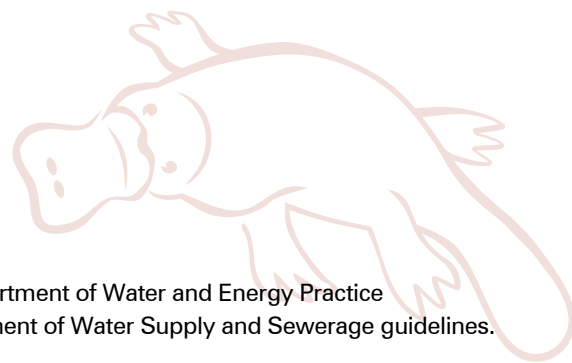 rtment of Water and Energy Practice
ment of Water Supply and Sewerage guidelines.